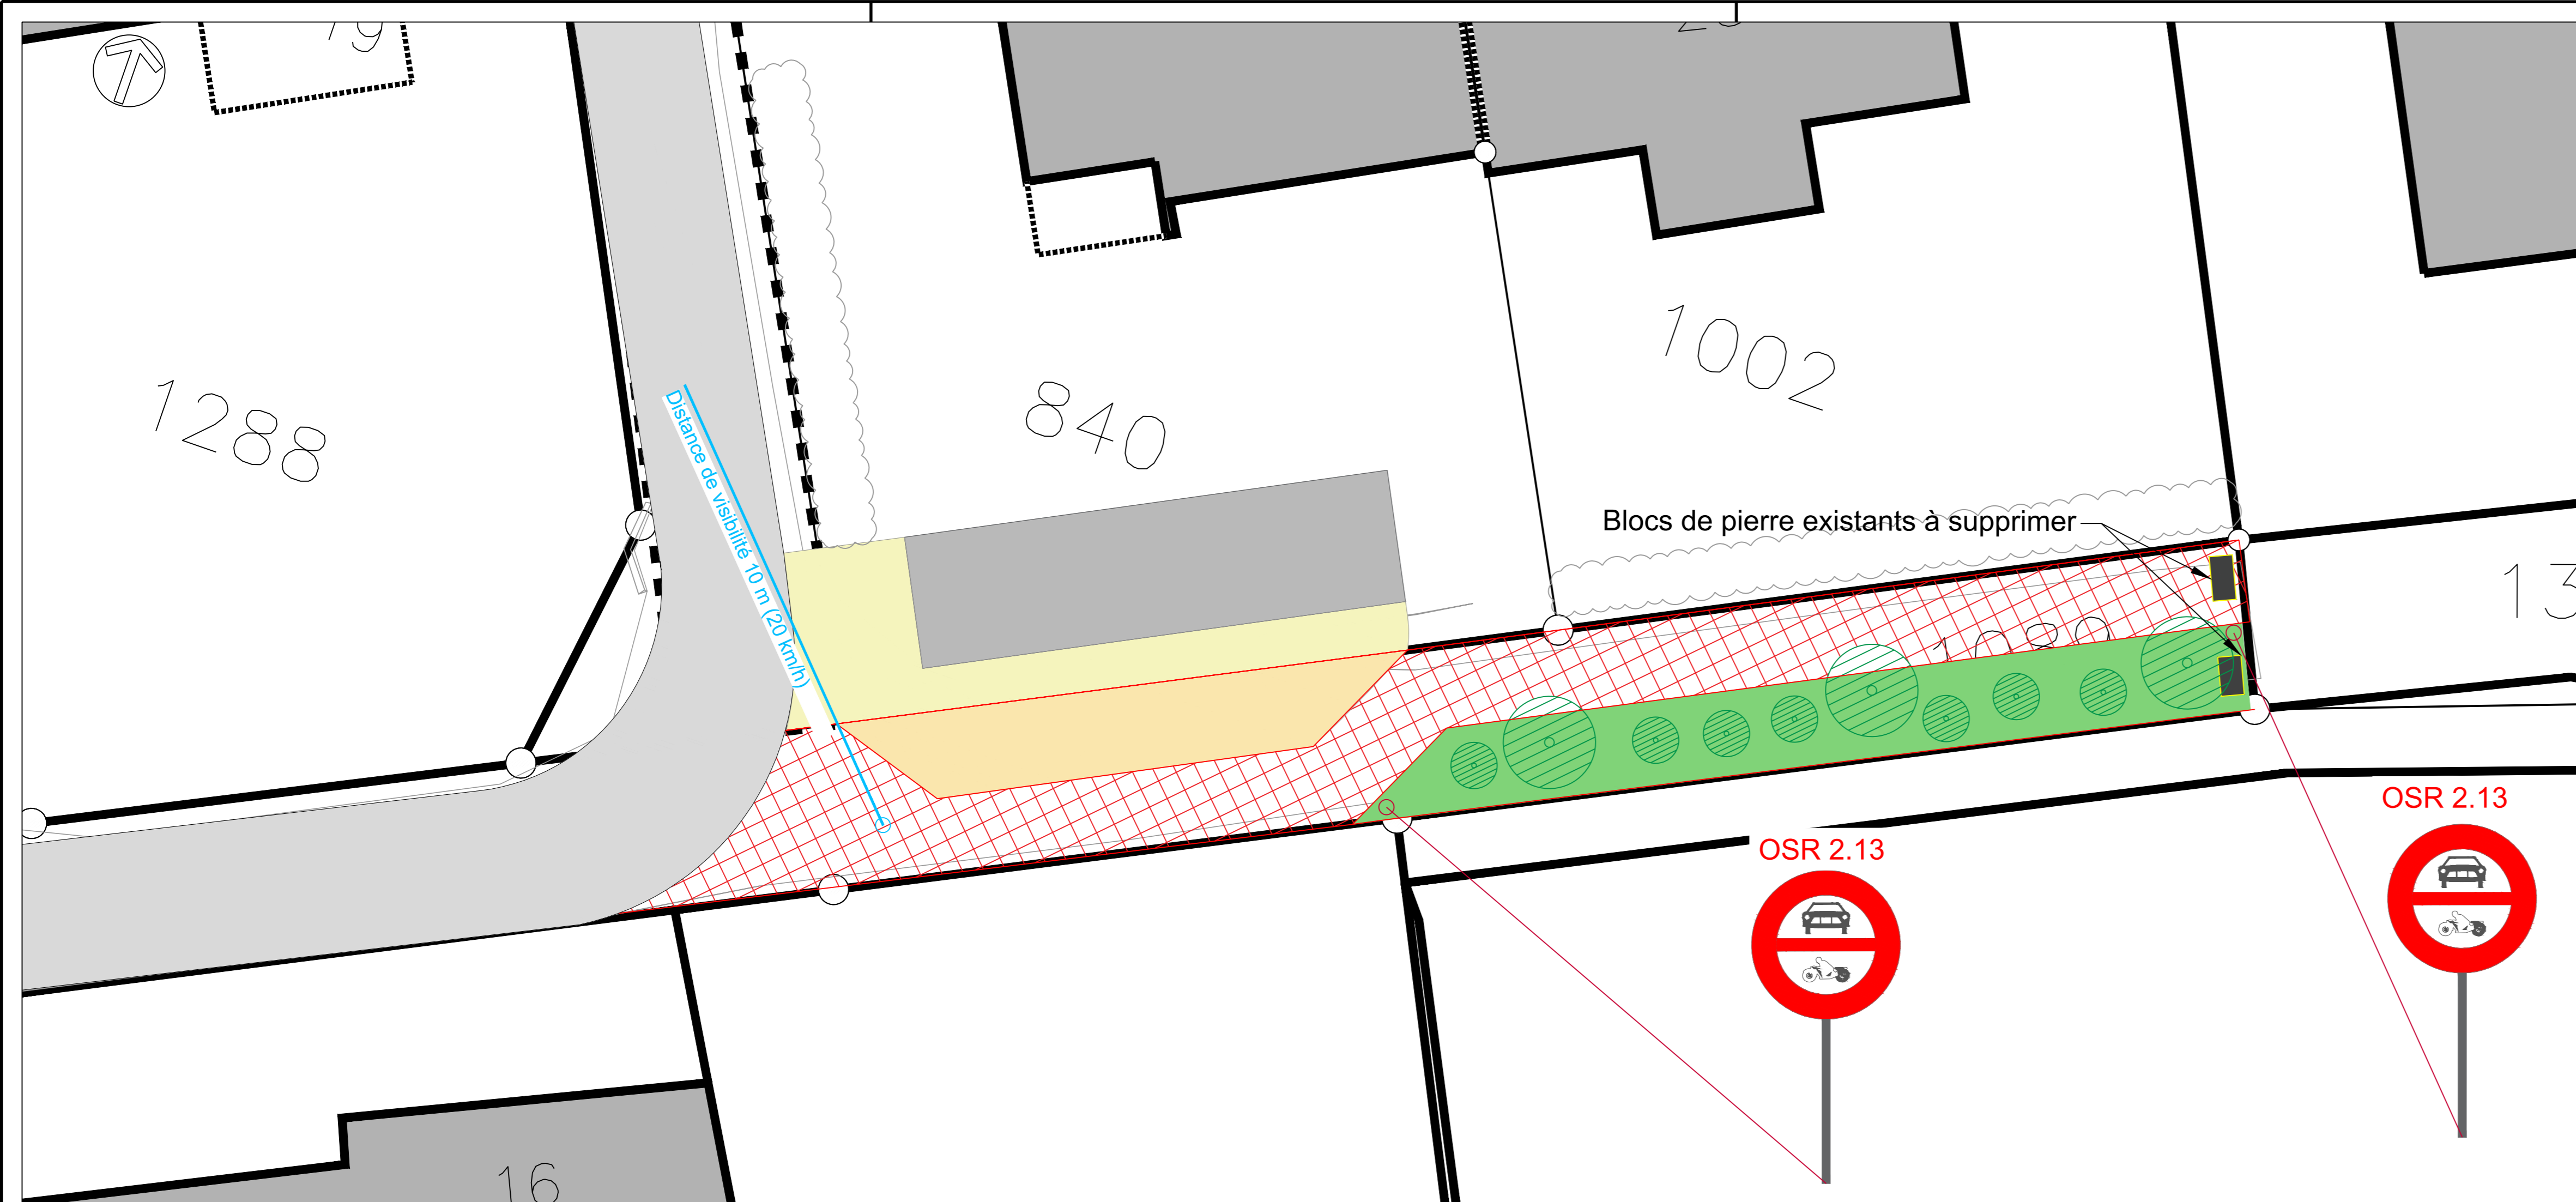 1288
840
1002
Distance de visibilité 10 m (20 km/h)
Blocs de pierre existants à supprimer
OSR 2.13
OSR 2.13
16